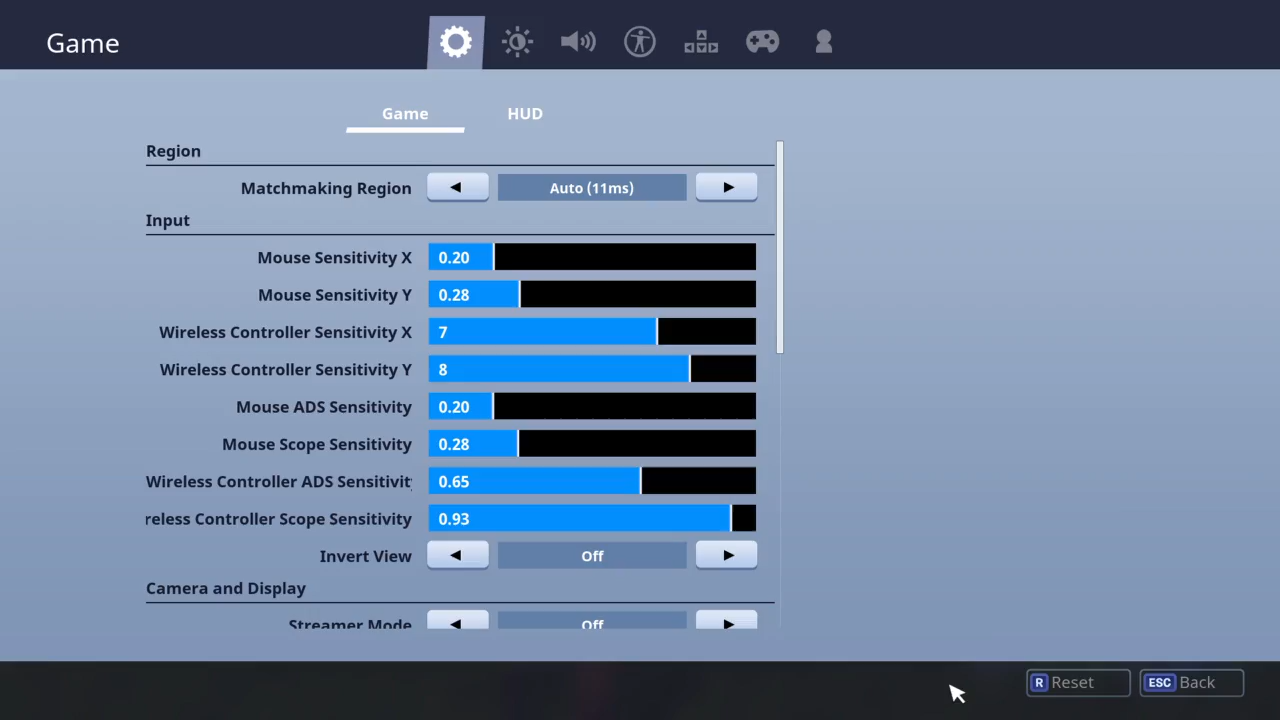 Game
Game HUD
Region
Matchmaking Region Auto (11ms)
Input
Mouse Sensitivity X 0.20
Mouse Sensitivity Y 0.28
Wireless Controller Sensitivity X 7
Wireless Controller Sensitivity Y 8
Mouse ADS Sensitivity 0.20
Mouse Scope Sensitivity 0.28
Wireless Controller ADS Sensitivit 0.65
reless Controller Scope Sensitivity 0.93
Invert View Off
Camera and Display
Streamer Mode Off
R Reset ESC Back